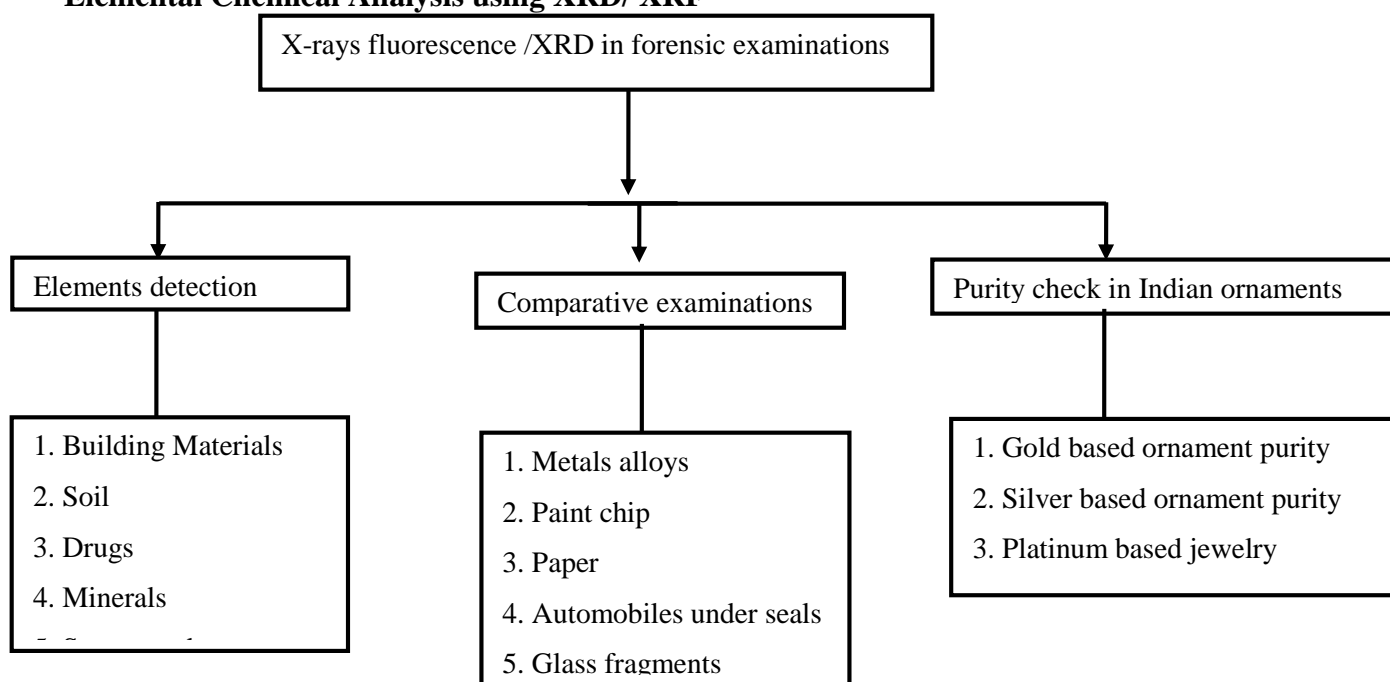 Elemental Chemical Analysis using XRD/ XRF
X-rays fluorescence /XRD in forensic examinations
Elements detection
1. Building Materials
2. Soil
3. Drugs
4. Minerals
Comparative examinations
1. Metals alloys
2. Paint chip
3. Paper
4. Automobiles under seals
5. Glass fragments
Purity check in Indian ornaments
1. Gold based ornament purity
2. Silver based ornament purity
3. Platinum based jewelry